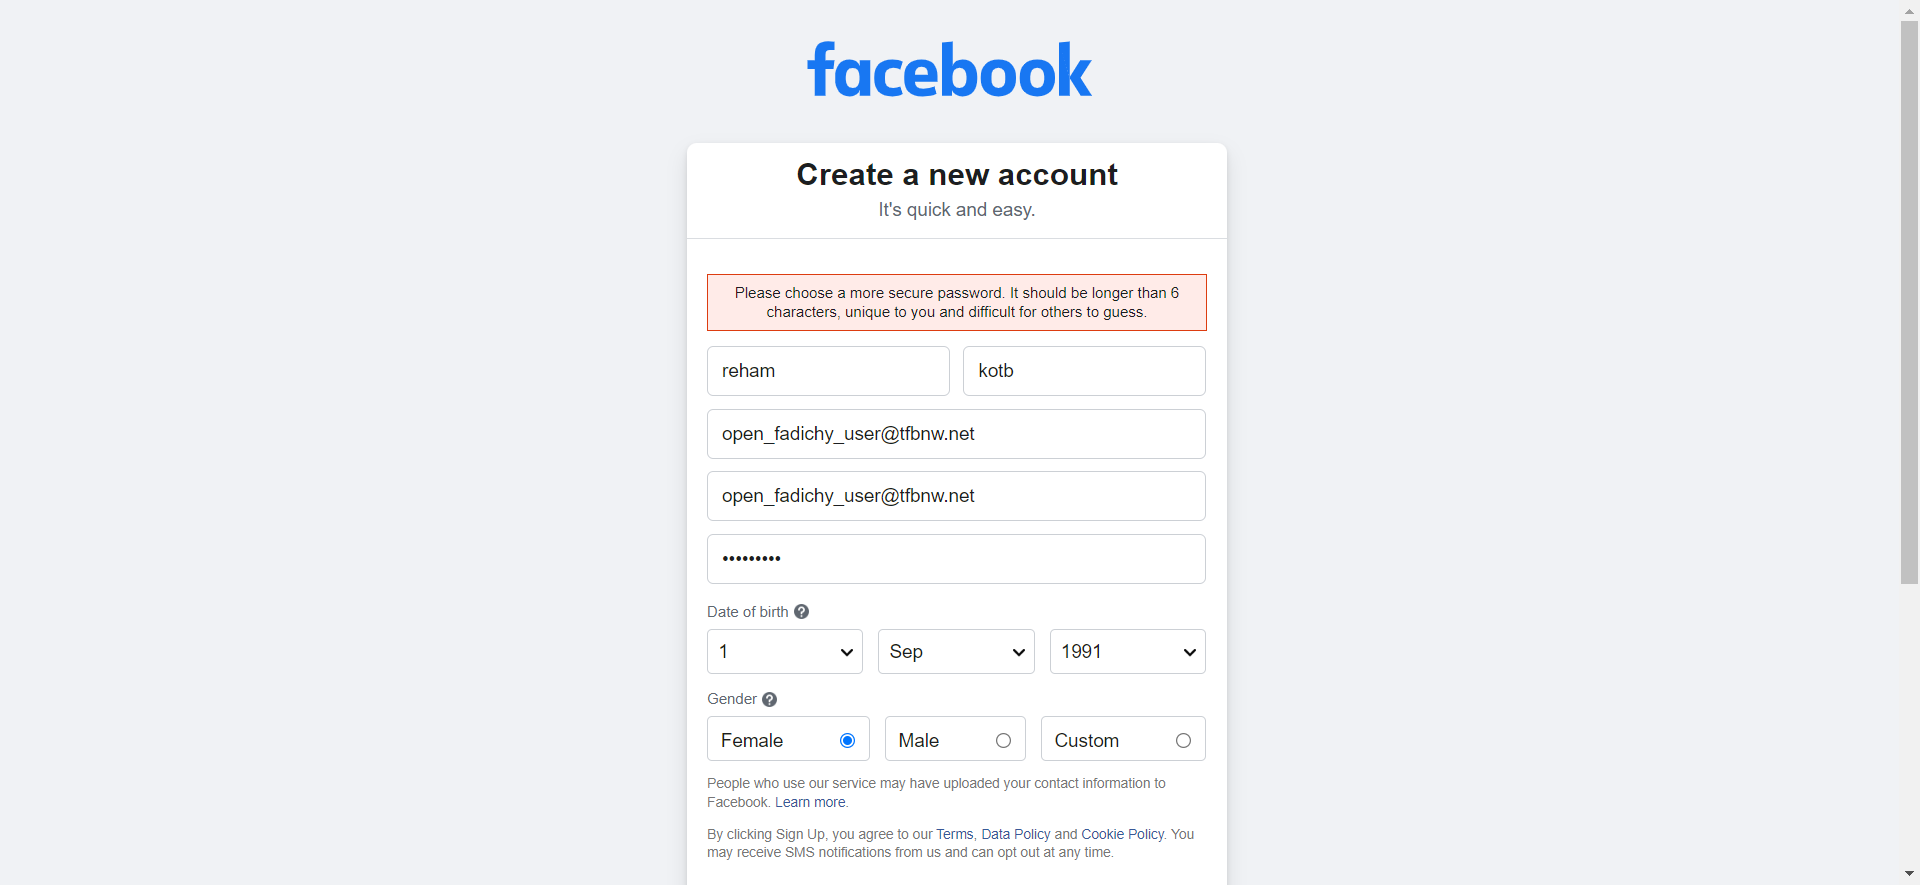 facebook
Create a new account
It's quick and easy.
Please choose a more secure password. It should be longer than 6
characters, unique to you and difficult for others to guess.
reham kotb
open_fadichy_user@tfbnw.net
open_fadichy_user@tfbnw.net
•••••••••
Date of birth ?
1 Sep 1991
Gender ?
Female Male Custom
People who use our service may have uploaded your contact information to
Facebook. Learn more.
By clicking Sign Up, you agree to our Terms, Data Policy and Cookie Policy. You
may receive SMS notifications from us and can opt out at any time.